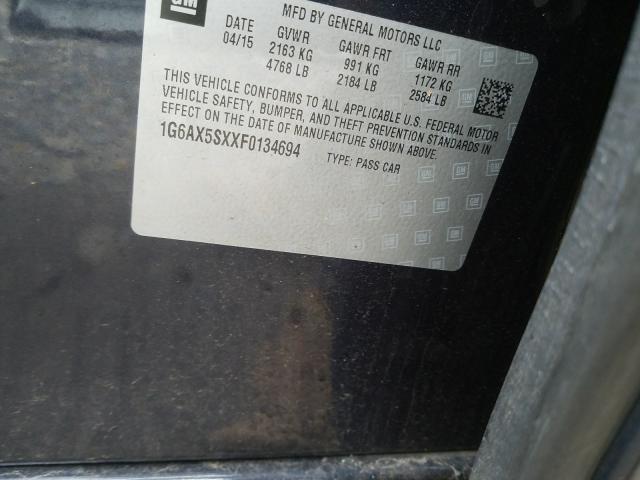 GM
MFD BY GENERAL MOTORS LLC
DATE GVWR GAWR FRT GAWR RR
04/15 2163 KG 991 KG 1172 KG
4768 LB 2184 LB 2584 LB
THIS VEHICLE CONFORMS TO ALL APPLICABLE U.S. FEDERAL MOTOR
VEHICLE SAFETY, BUMPER, AND THEFT PREVENTION STANDARDS IN
EFFECT ON THE DATE OF MANUFACTURE SHOWN ABOVE.
1G6AX5SXXF0134694 TYPE: PASS CAR